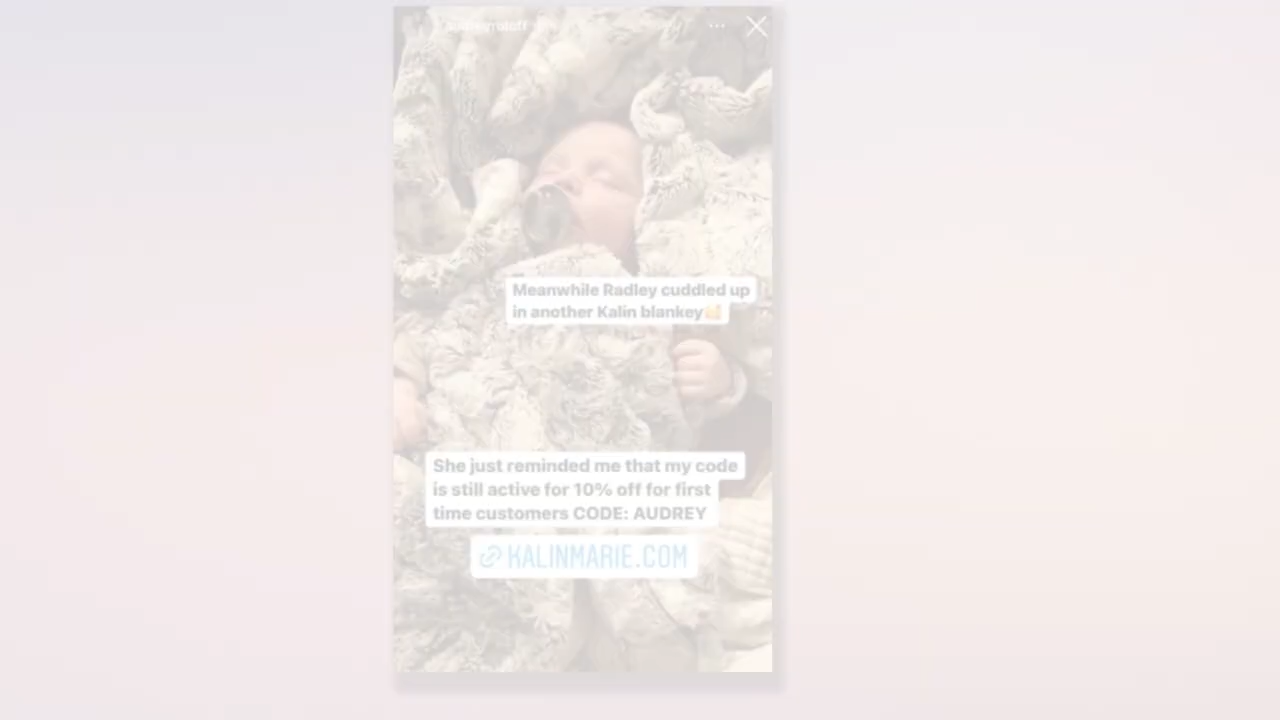 Meanwhile Radley cuddled up
in another Kalin blankey
She just reminded me that my code
is still active for 10% off for first
time customers CODE: AUDREY
KALINMARIE.COM